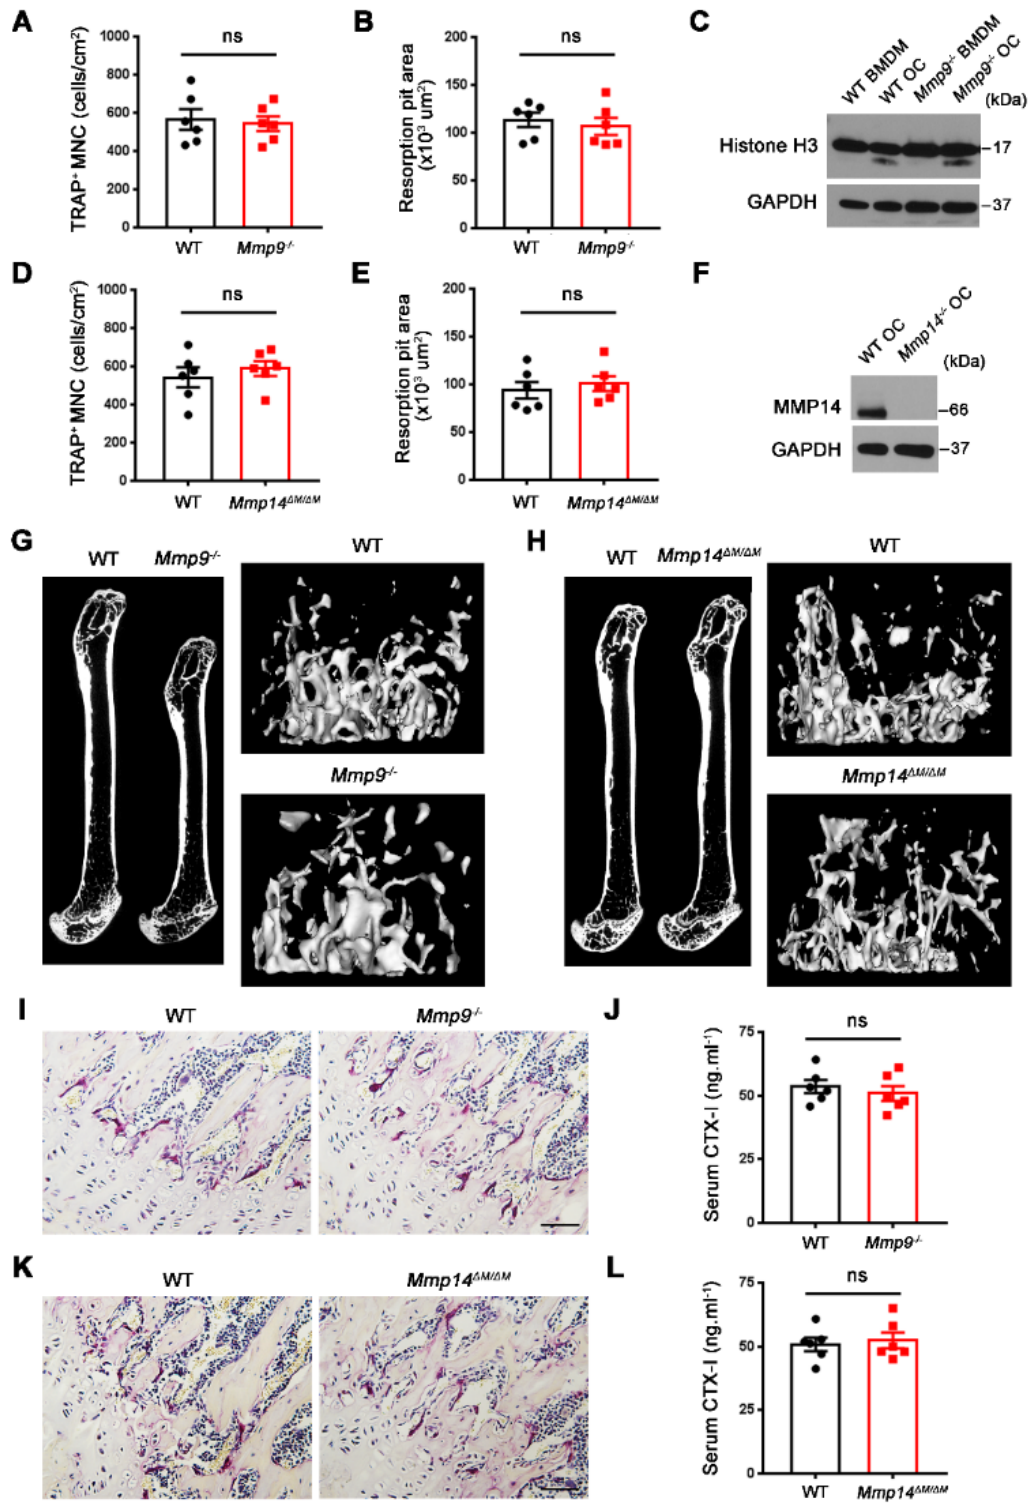 A
TRAP⁺ MNC (cells/cm²)
1000
800
600
400
200
0
ns
WT
Mmp9⁻/⁻
B
Resorption pit area
(x10³ um²)
200
150
100
50
0
ns
WT
Mmp9⁻/⁻
C
WT BMDM
WT OC
Mmp9⁻/⁻ BMDM
Mmp9⁻/⁻ OC
(kDa)
Histone H3
–17
GAPDH
–37
D
TRAP⁺ MNC (cells/cm²)
1000
800
600
400
200
0
ns
WT
Mmp14ΔM/ΔM
E
Resorption pit area
(x10³ um²)
200
150
100
50
0
ns
WT
Mmp14ΔM/ΔM
F
WT OC
Mmp14⁻/⁻ OC
(kDa)
MMP14
–66
GAPDH
–37
G
WT
Mmp9⁻/⁻
WT
Mmp9⁻/⁻
H
WT
Mmp14ΔM/ΔM
WT
Mmp14ΔM/ΔM
I
WT
Mmp9⁻/⁻
J
Serum CTX-I (ng.ml⁻¹)
75
50
25
0
ns
WT
Mmp9⁻/⁻
K
WT
Mmp14ΔM/ΔM
L
Serum CTX-I (ng.ml⁻¹)
75
50
25
0
ns
WT
Mmp14ΔM/ΔM